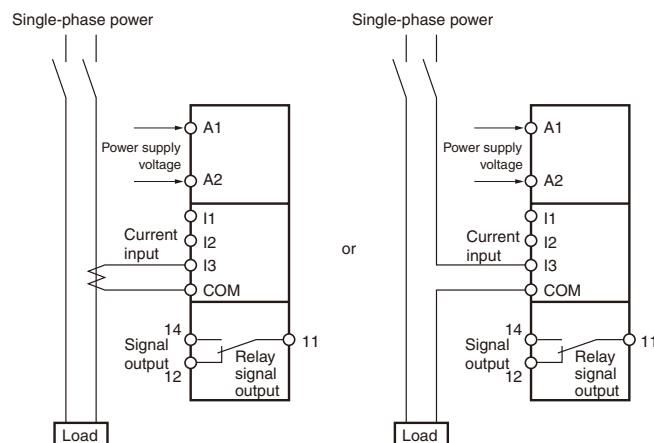 Single-phase power
A1
Power supply
voltage
A2
I1
I2
Current
input
I3
COM
14
Signal
output
12
Relay
signal
output
11
Load
or
Single-phase power
A1
Power supply
voltage
A2
I1
I2
Current
input
I3
COM
14
Signal
output
12
Relay
signal
output
11
Load